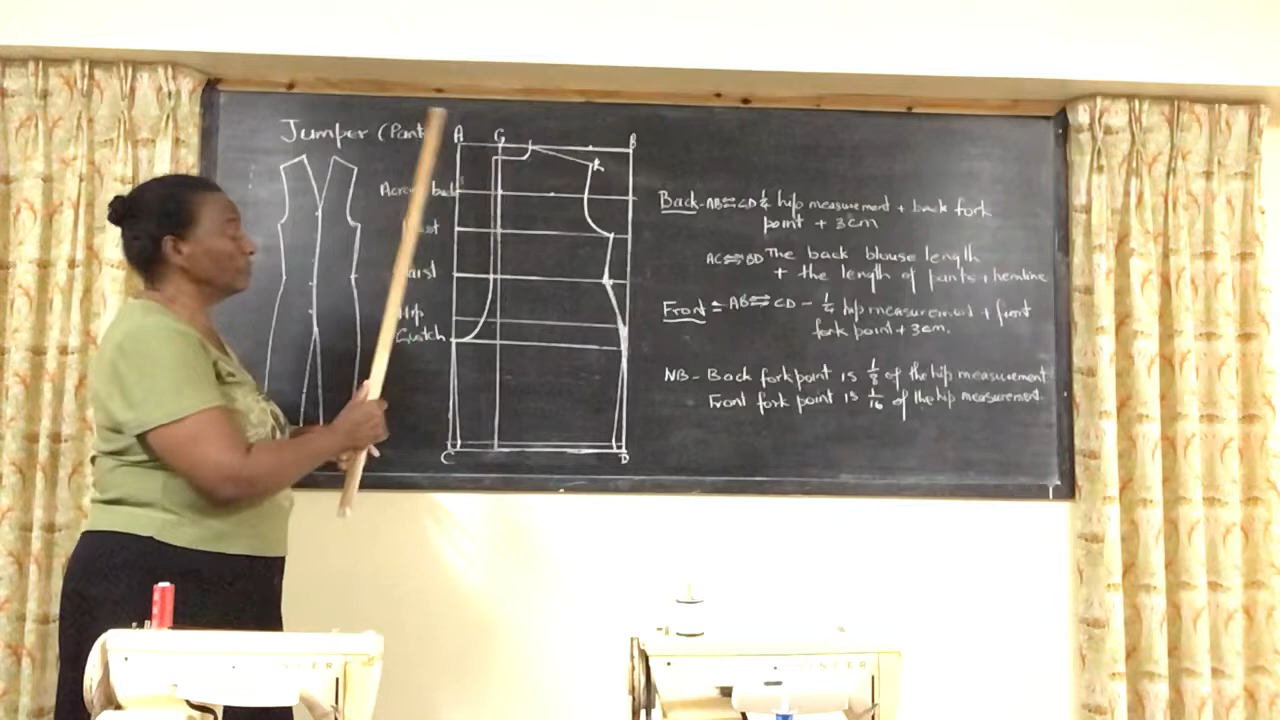 Jumper (Pant
A G B
K
Across back
Waist
Hip
Crutch
C D
Back - AB ⇌ CD ¼ hip measurement + back fork
point + 3cm
AC ⇌ BD The back blouse length
+ the length of pants, hemline
Front = AB ⇌ CD - ¼ hip measurement + front
fork point + 3cm.
NB - Back fork point is ⅛ of the hip measurement
Front fork point is 1/16 of the hip measurement.
SINGER
SINGER